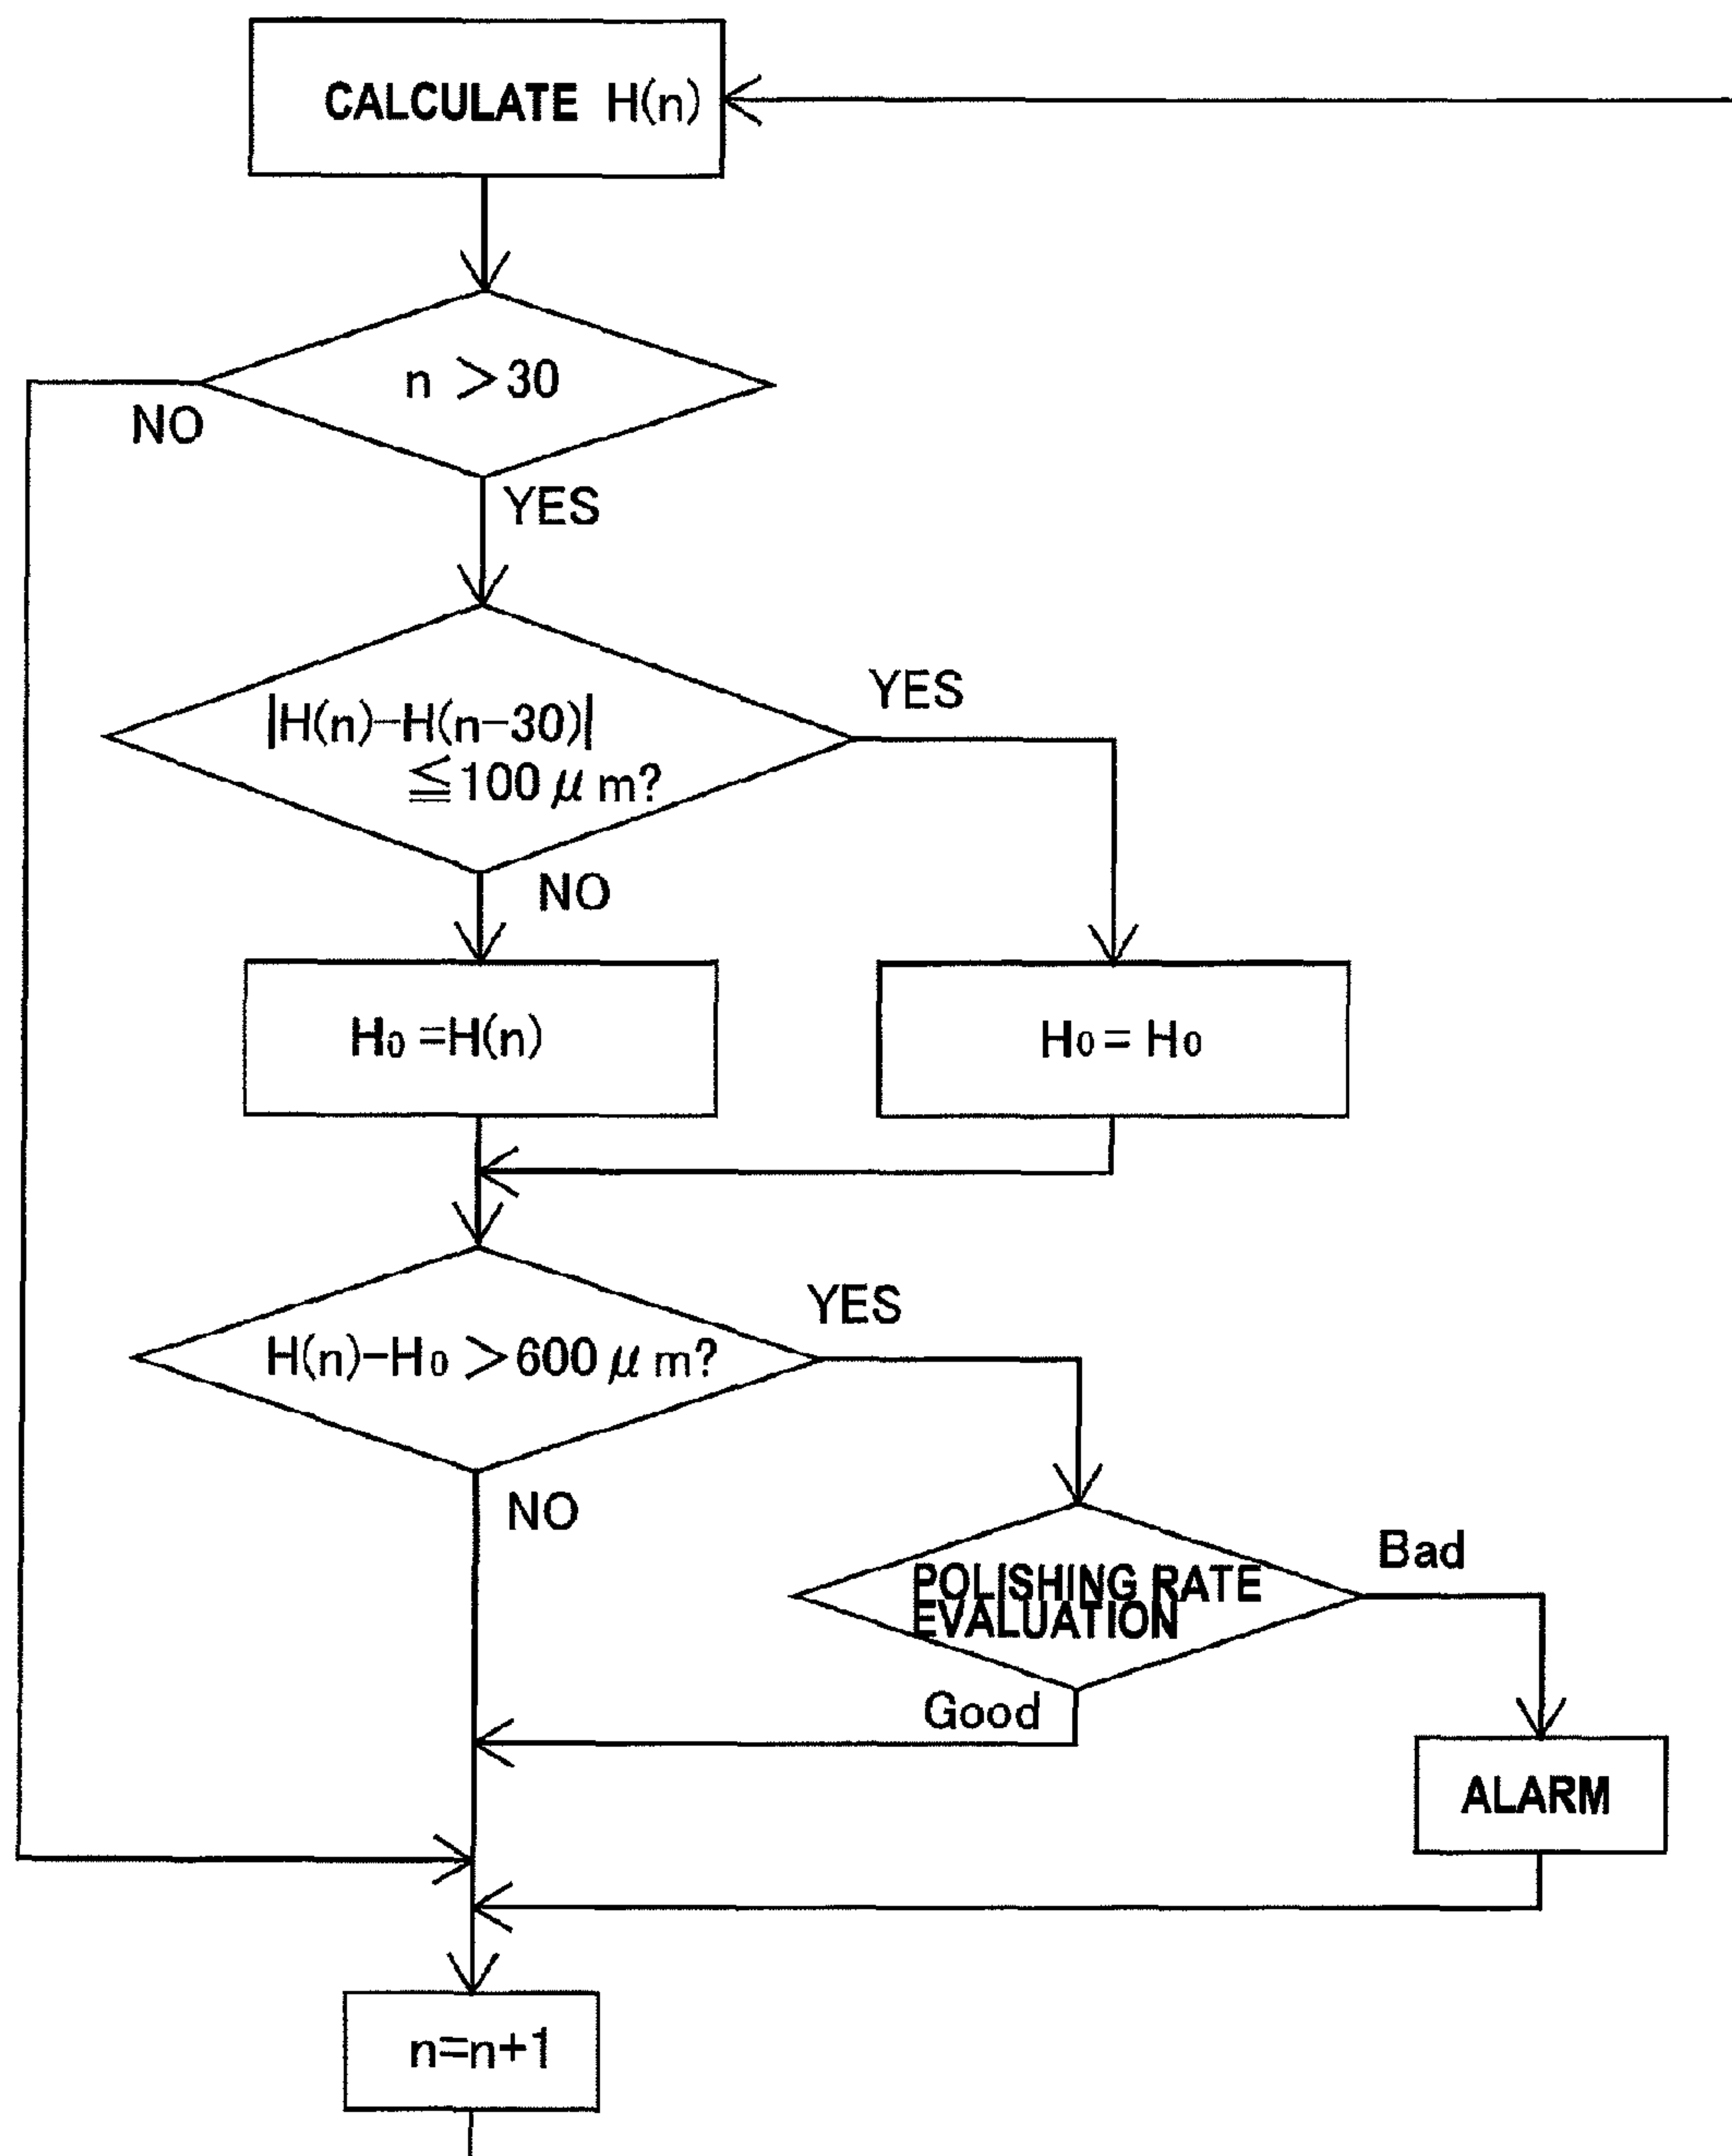 CALCULATE H(n)
n >30
NO
YES
|H(n)-H(n-30)|
≦100 μ m?
YES
NO
H₀ =H(n)
H₀ = H₀
H(n)-H₀ >600 μ m?
YES
NO
POLISHING RATE
EVALUATION
Bad
Good
ALARM
n=n+1